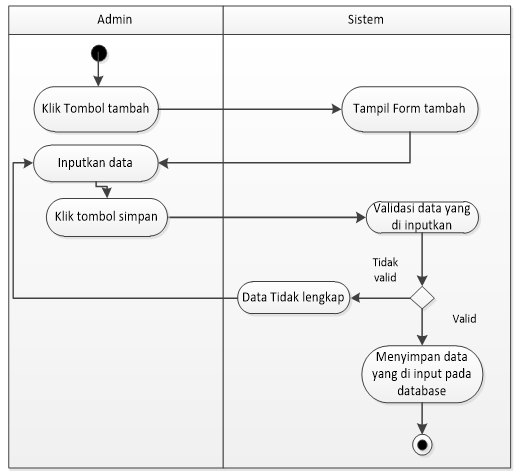 Admin
Sistem
Klik Tombol tambah
Tampil Form tambah
Inputkan data
Klik tombol simpan
Validasi data yang
di inputkan
Tidak
valid
Data Tidak lengkap
Valid
Menyimpan data
yang di input pada
database